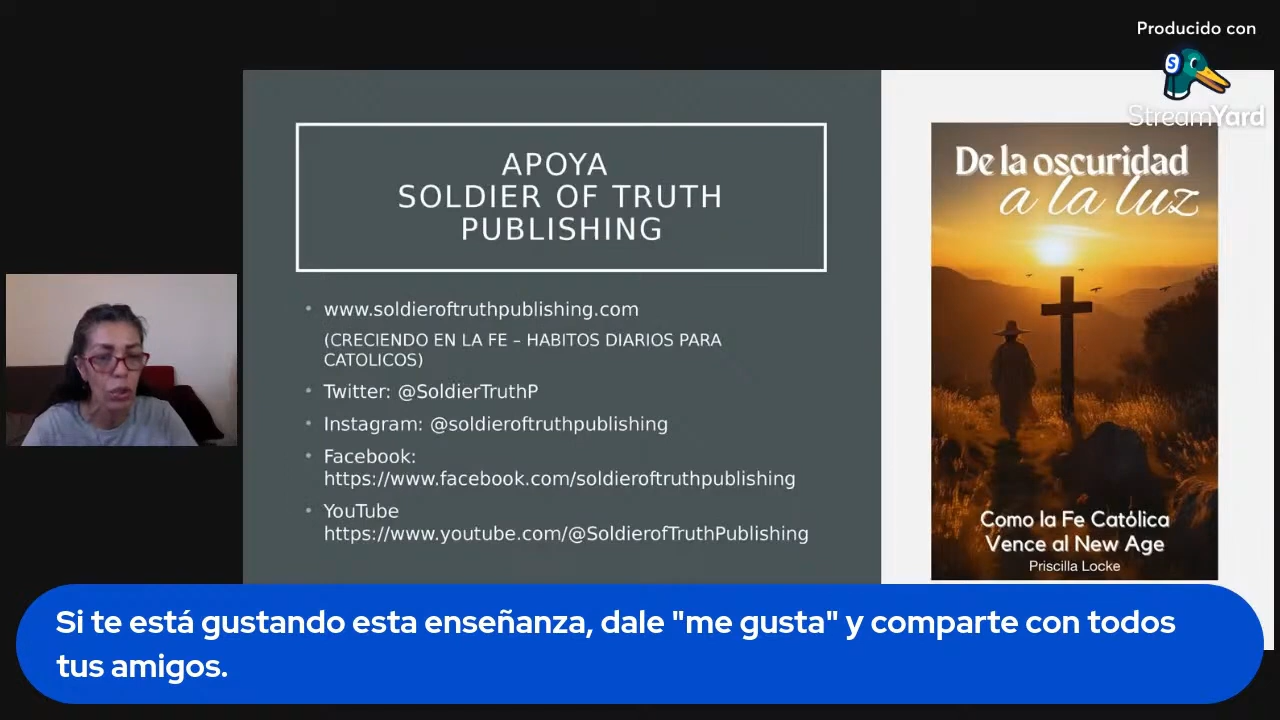 Producido con
StreamYard
APOYA
SOLDIER OF TRUTH
PUBLISHING
• www.soldieroftruthpublishing.com
(CRECIENDO EN LA FE – HABITOS DIARIOS PARA
CATOLICOS)
• Twitter: @SoldierTruthP
• Instagram: @soldieroftruthpublishing
• Facebook:
https://www.facebook.com/soldieroftruthpublishing
• YouTube
https://www.youtube.com/@SoldierofTruthPublishing
De la oscuridad
a la luz
Como la Fe Católica
Vence al New Age
Priscilla Locke
Si te está gustando esta enseñanza, dale "me gusta" y comparte con todos
tus amigos.